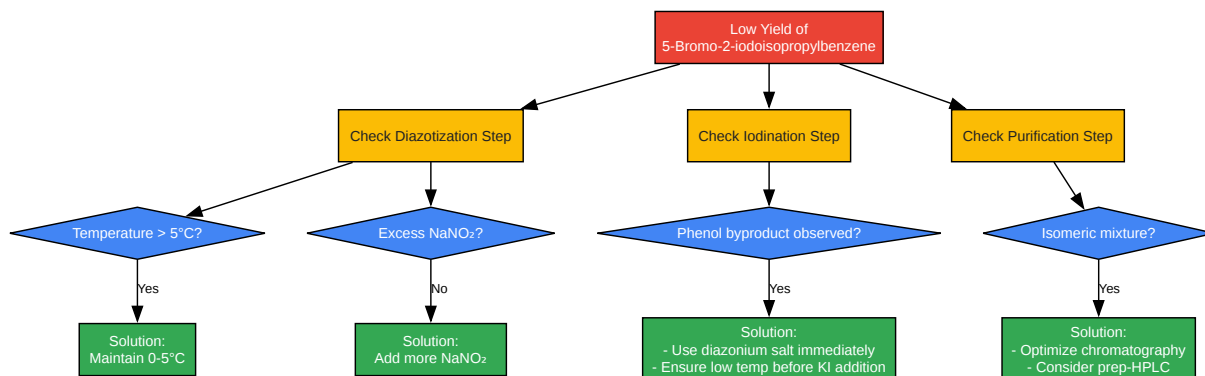 Low Yield of
5-Bromo-2-iodoisopropylbenzene
Check Diazotization Step
Check Iodination Step
Check Purification Step
Temperature > 5°C?
Excess NaNO₂?
Phenol byproduct observed?
Isomeric mixture?
Yes
No
Yes
Yes
Solution:
Maintain 0-5°C
Solution:
Add more NaNO₂
Solution:
- Use diazonium salt immediately
- Ensure low temp before KI addition
Solution:
- Optimize chromatography
- Consider prep-HPLC